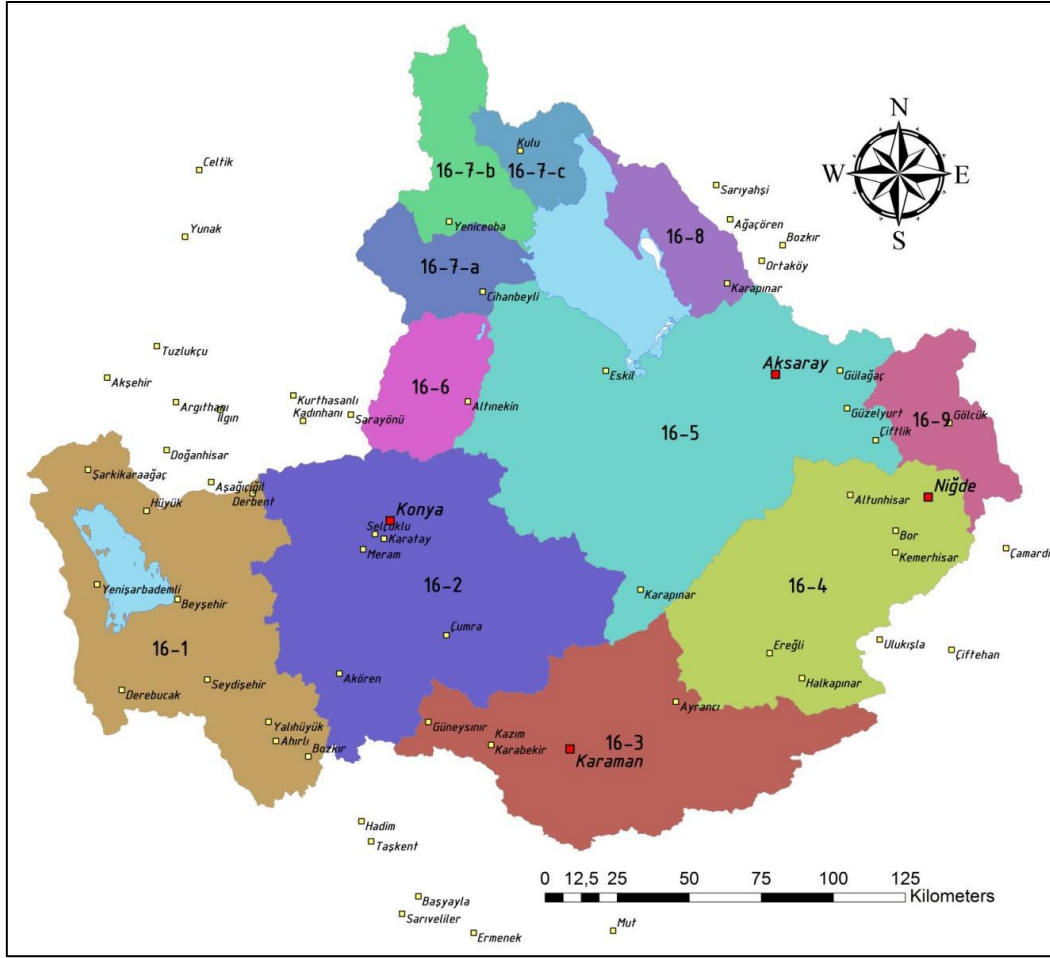 N
W
E
S
Çeltik
Kulu
16-7-b
16-7-c
Sarıyahşi
Ağaçören
Yunak
Yeniceoba
16-8
Bozkır
Ortaköy
16-7-a
Cihanbeyli
Karapınar
Tuzlukçu
Aksaray
Eskil
Gülağaç
Akşehir
16-6
Kurthasanlı
Argıthanı
Altınekin
Ilgın
Kadınhanı
Sarayönü
Güzelyurt
16-9
Gölcük
16-5
Çiftlik
Doğanhisar
Şarkikaraağaç
Aşağıçiğil
Niğde
Derbent
Altunhisar
Hüyük
Konya
Selçuklu
Karatay
Bor
Meram
Kemerhisar
Çamardı
Yenişarbademli
16-2
Karapınar
16-4
Beyşehir
Çumra
16-1
Ereğli
Ulukışla
Çiftehan
Akören
Seydişehir
Halkapınar
Derebucak
Ayrancı
Yalıhüyük
Güneysınır
Ahırlı
Kazım
Karabekir
16-3
Bozkır
Karaman
Hadim
Taşkent
0 12,5 25 50 75 100 125
Kilometers
Başyayla
Sarıveliler
Ermenek
Mut